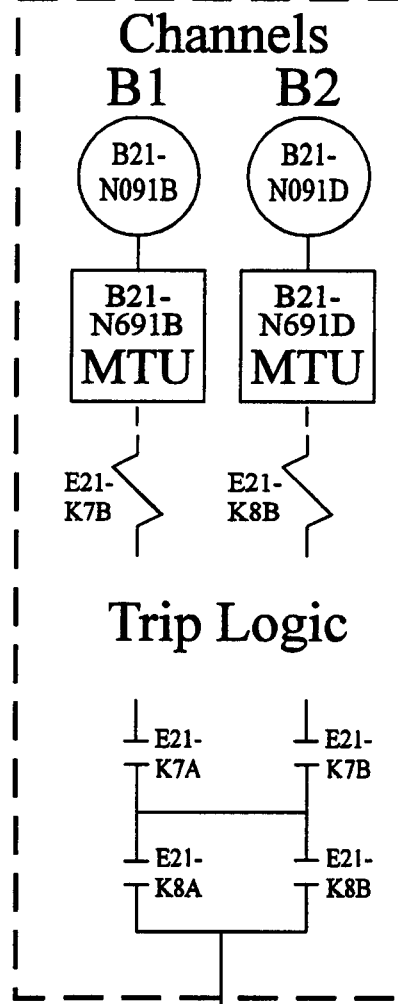 Channels
B1 B2
B21- B21-
N091B N091D
B21- B21-
N691B N691D
MTU MTU
E21- E21-
K7B K8B
Trip Logic
E21- E21-
K7A K7B
E21- E21-
K8A K8B